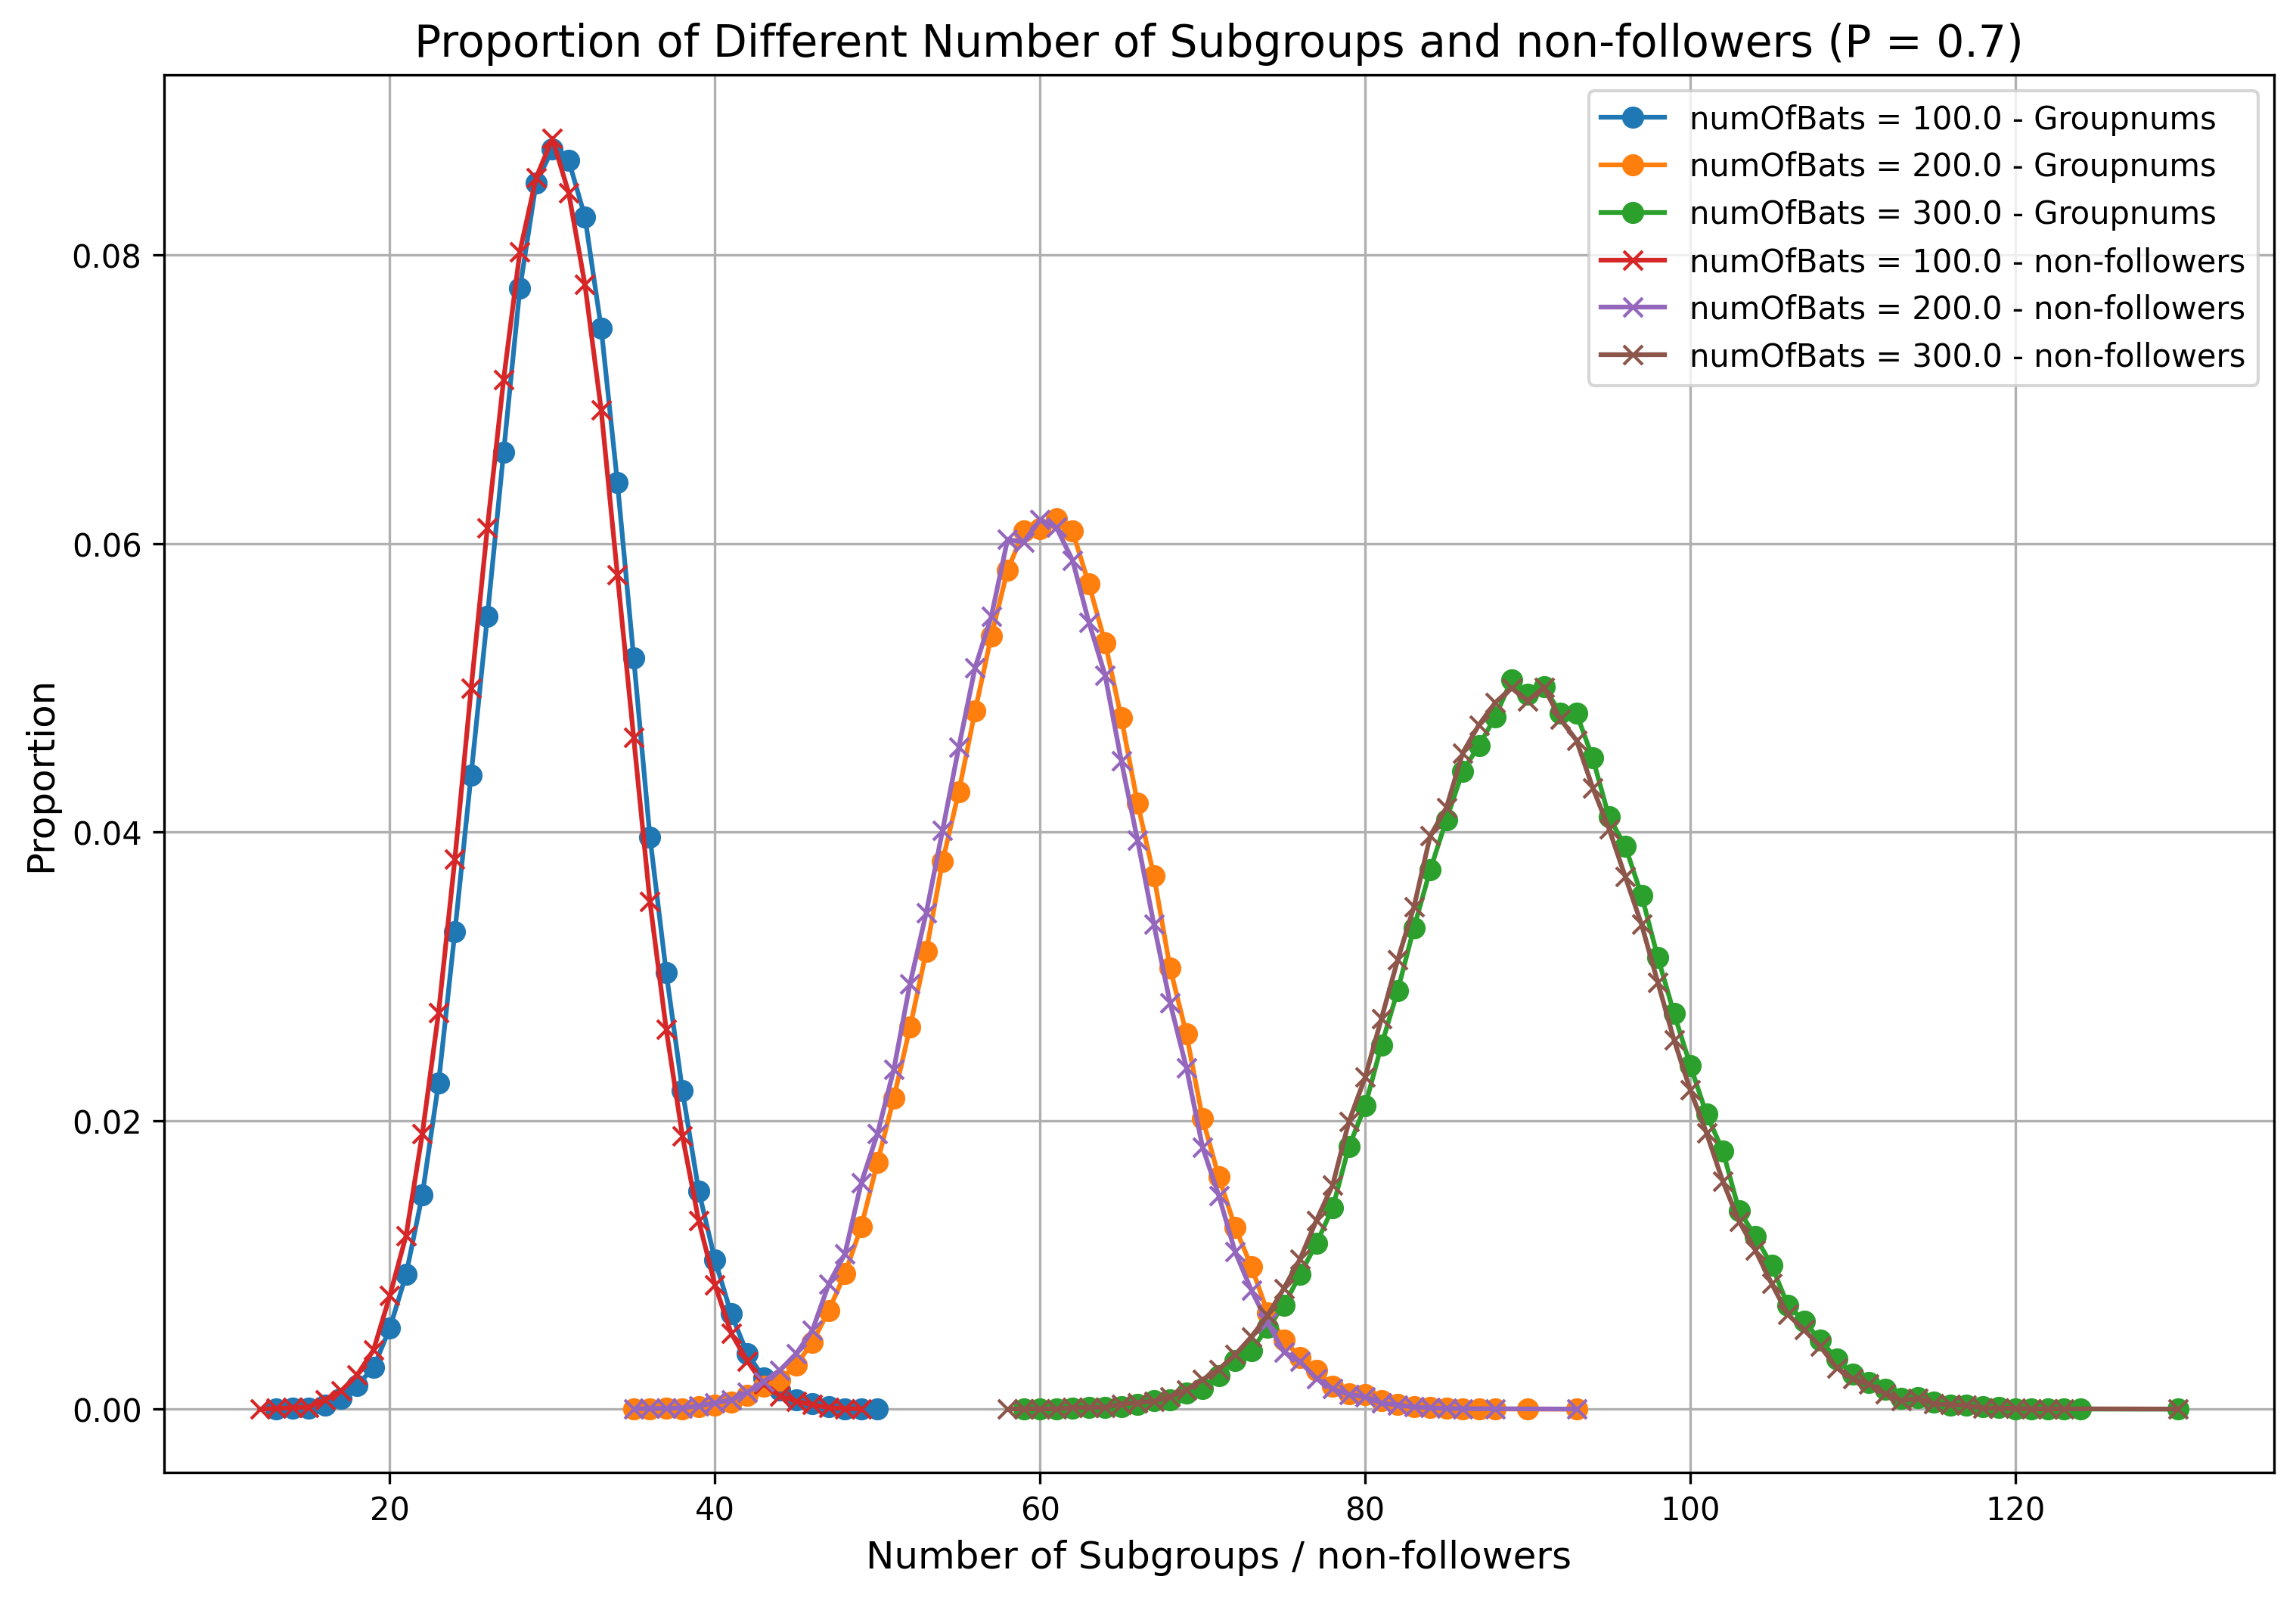 Proportion of Different Number of Subgroups and non-followers (P = 0.7)
numOfBats = 100.0 - Groupnums
numOfBats = 200.0 - Groupnums
numOfBats = 300.0 - Groupnums
numOfBats = 100.0 - non-followers
numOfBats = 200.0 - non-followers
numOfBats = 300.0 - non-followers
Proportion
0.08
0.06
0.04
0.02
0.00
20 40 60 80 100 120
Number of Subgroups / non-followers